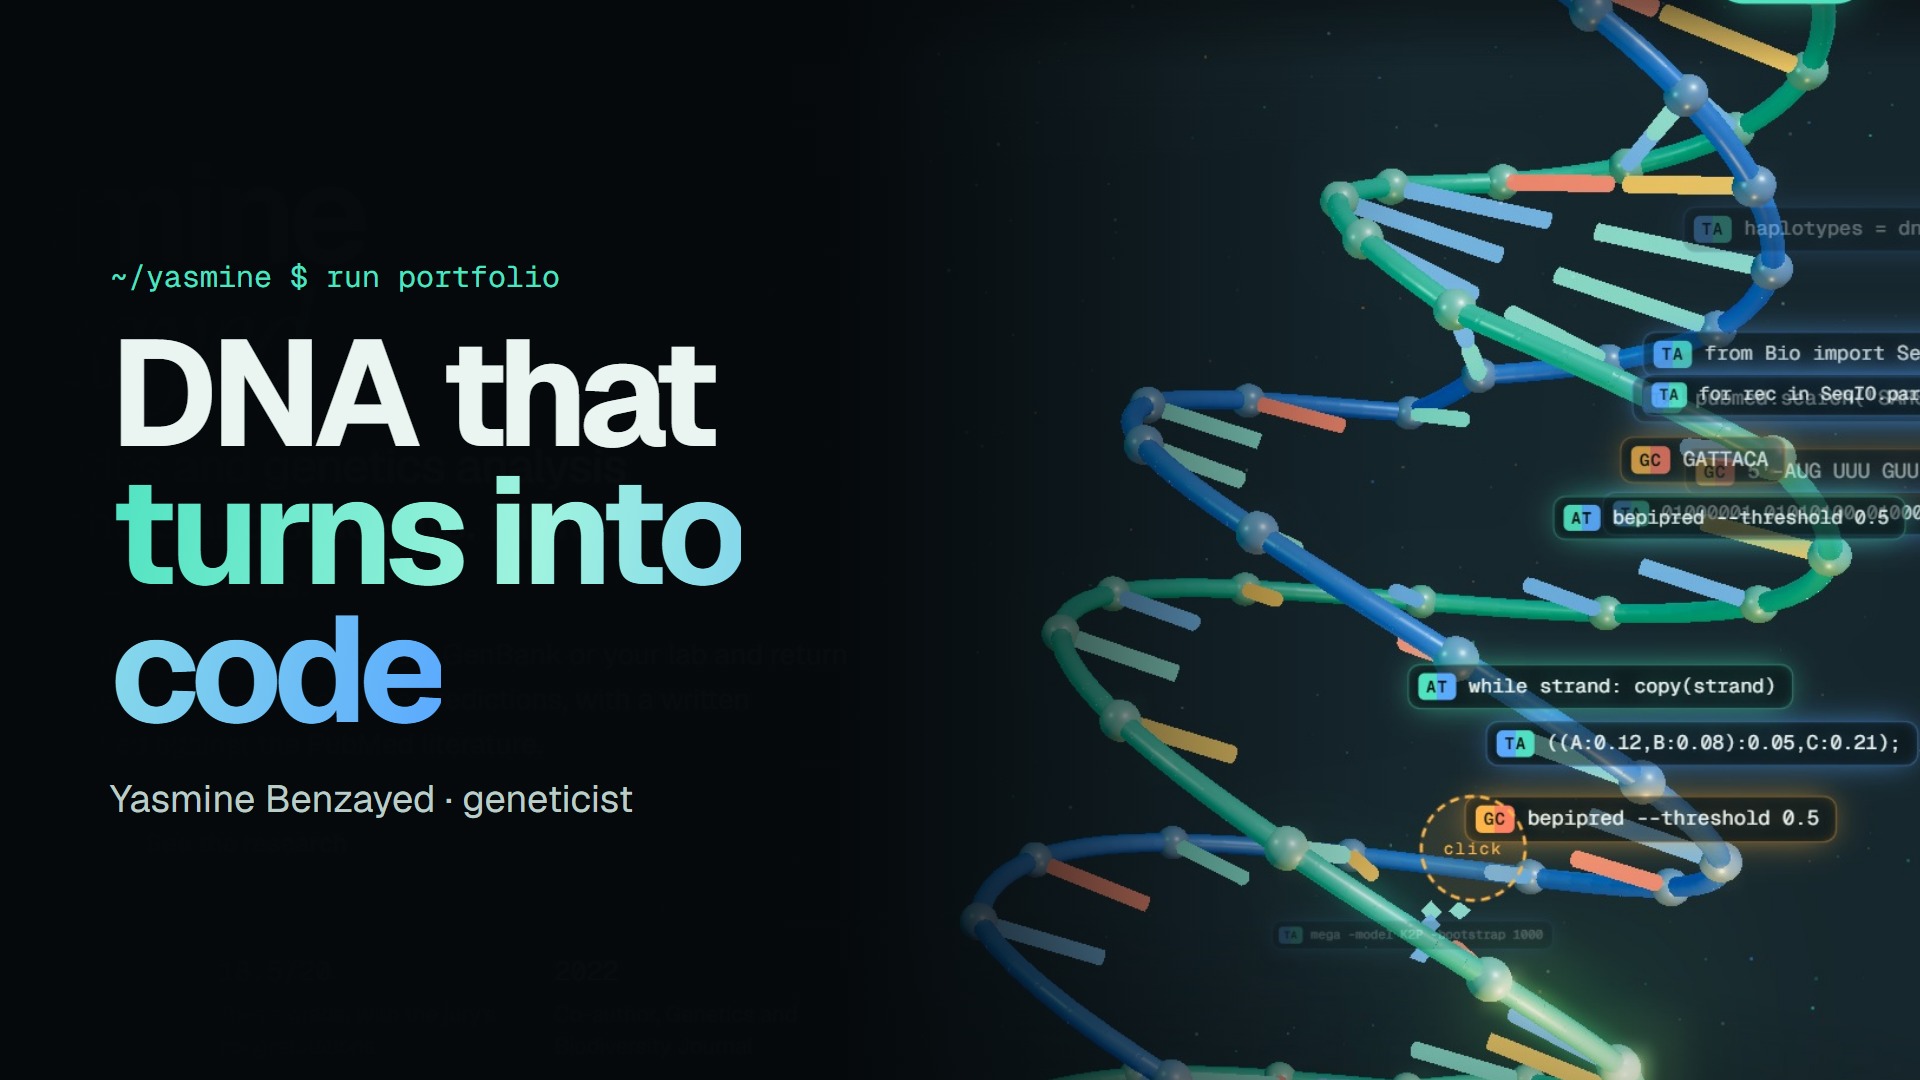 ~/yasmine $ run portfolio
DNA that
turns into
code
Yasmine Benzayed · geneticist
TA haplotypes = dn
TA from Bio import Se
TA for rec in SeqIO.par
GC GATTACA
GC 5'-AUG UUU GUU
AT bepipred --threshold 0.5
AT while strand: copy(strand)
TA ((A:0.12,B:0.08):0.05,C:0.21);
GC bepipred --threshold 0.5
click
TA mega -model K2P -bootstrap 1000